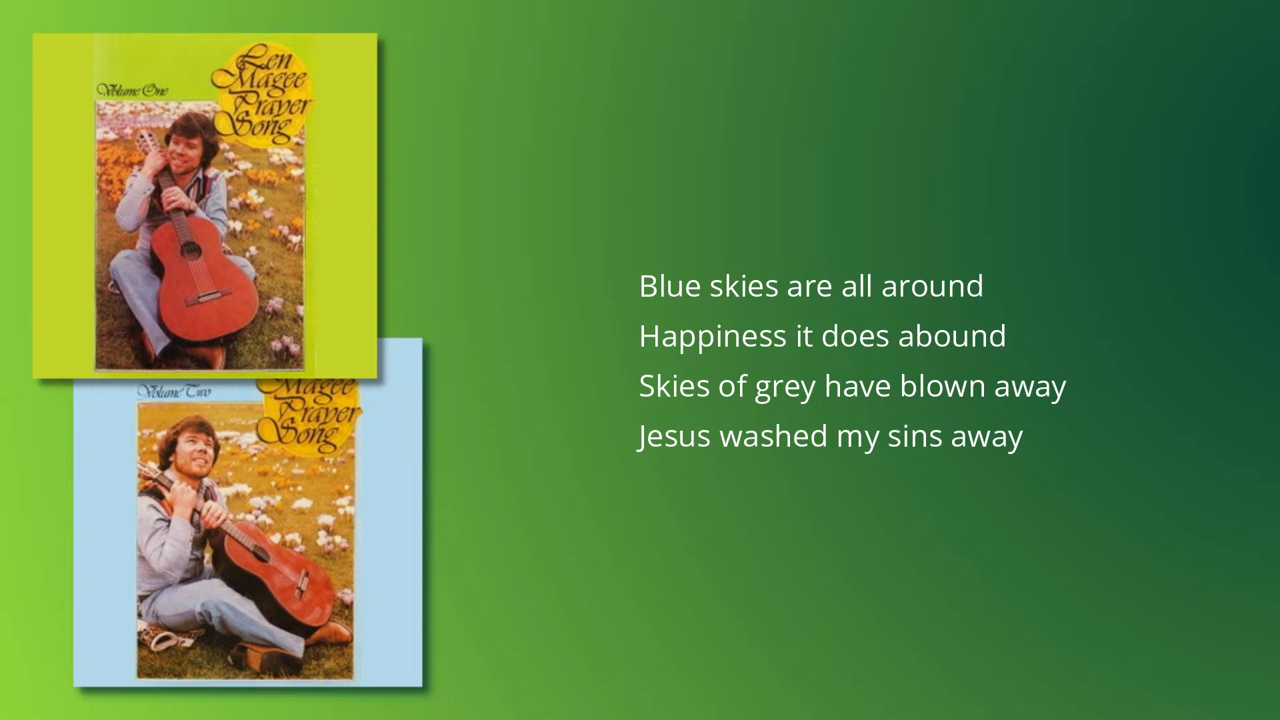 Len
Magee
Prayer
Song
Volume One
Volume Two
Magee
Prayer
Song
Blue skies are all around
Happiness it does abound
Skies of grey have blown away
Jesus washed my sins away